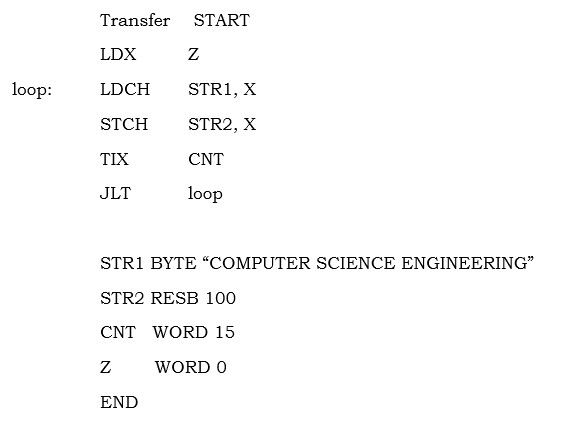 Transfer START
LDX Z
loop: LDCH STR1, X
STCH STR2, X
TIX CNT
JLT loop
STR1 BYTE “COMPUTER SCIENCE ENGINEERING”
STR2 RESB 100
CNT WORD 15
Z WORD 0
END